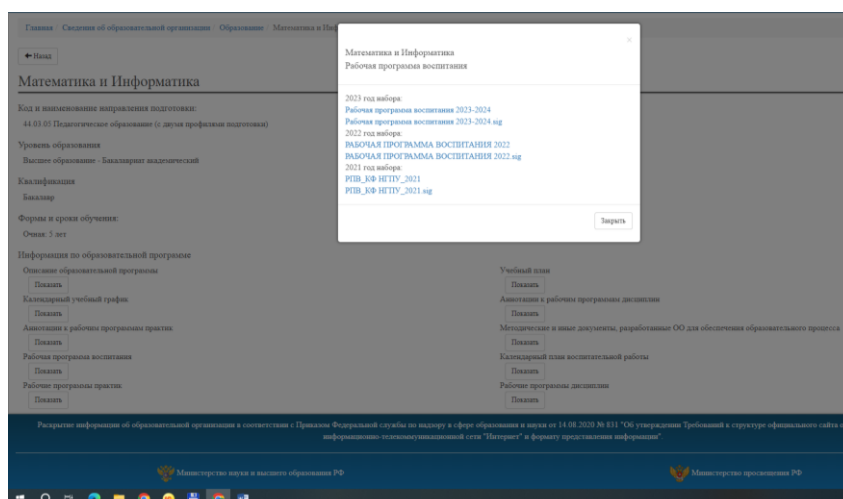 Главная / Сведения об образовательной организации / Образование / Математика и Инф
Назад
Математика и Информатика
Код и наименование направления подготовки:
44.03.05 Педагогическое образование (с двумя профилями подготовки)
Уровень образования
Высшее образование - Бакалавриат академический
Квалификация
Бакалавр
Формы и сроки обучения:
Очная: 5 лет
Информация по образовательной программе
Описание образовательной программы
Показать
Учебный план
Показать
Календарный учебный график
Показать
Аннотации к рабочим программам дисциплин
Показать
Аннотации к рабочим программам практик
Показать
Методические и иные документы, разработанные ОО для обеспечения образовательного процесса
Показать
Рабочая программа воспитания
Показать
Календарный план воспитательной работы
Показать
Рабочие программы практик
Показать
Рабочие программы дисциплин
Показать
×
Математика и Информатика
Рабочая программа воспитания
2023 год набора:
Рабочая программа воспитания 2023-2024
Рабочая программа воспитания 2023-2024.sig
2022 год набора:
РАБОЧАЯ ПРОГРАММА ВОСПИТАНИЯ 2022
РАБОЧАЯ ПРОГРАММА ВОСПИТАНИЯ 2022.sig
2021 год набора:
РПВ_КФ НГПУ_2021
РПВ_КФ НГПУ_2021.sig
Закрыть
Раскрытие информации об образовательной организации в соответствии с Приказом Федеральной службы по надзору в сфере образования и науки от 14.08.2020 № 831 "Об утверждении Требований к структуре официального сайта о
информационно-телекоммуникационной сети "Интернет" и формату представления информации".
Министерство науки и высшего образования РФ
Министерство просвещения РФ